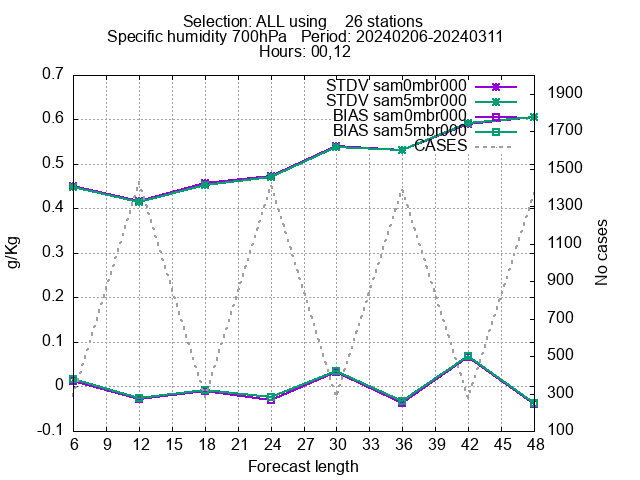 Selection: ALL using    26 stations
Specific humidity 700hPa   Period: 20240206-20240311
Hours: 00,12
STDV sam0mbr000
STDV sam5mbr000
BIAS sam0mbr000
BIAS sam5mbr000
CASES
0.7
0.6
0.5
0.4
0.3
0.2
0.1
0
-0.1
g/Kg
1900
1700
1500
1300
1100
900
700
500
300
100
No cases
6 9 12 15 18 21 24 27 30 33 36 39 42 45 48
Forecast length